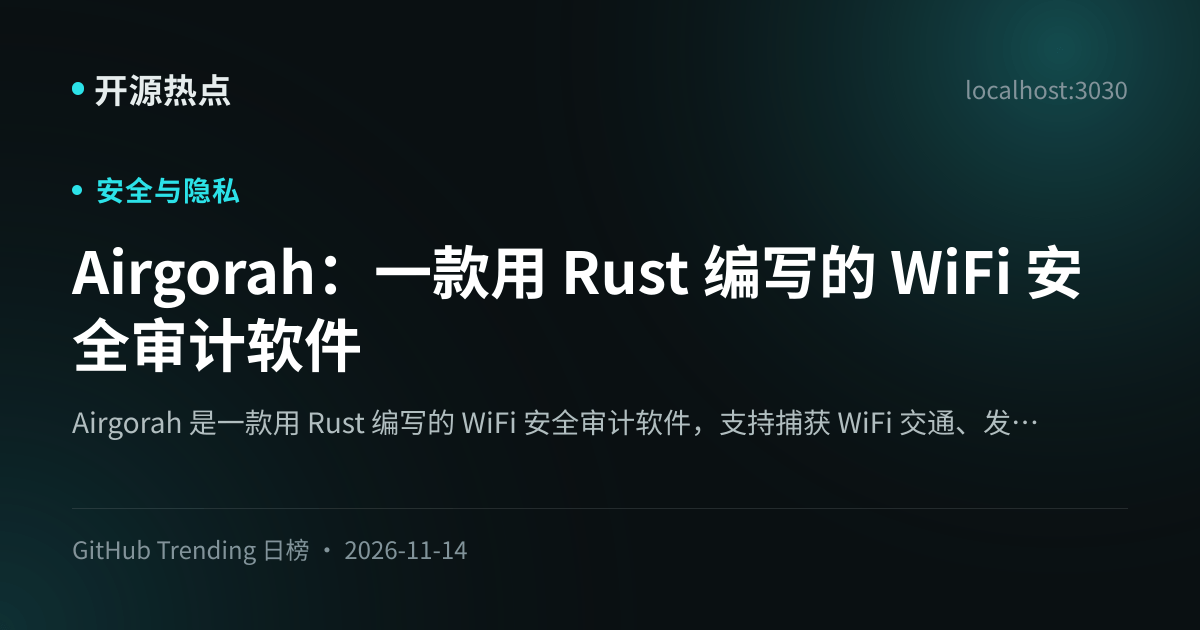 开源热点
localhost:3030
安全与隐私
Airgorah：一款用 Rust 编写的 WiFi 安
全审计软件
Airgorah 是一款用 Rust 编写的 WiFi 安全审计软件，支持捕获 WiFi 交通、发…
GitHub Trending 日榜 · 2026-11-14